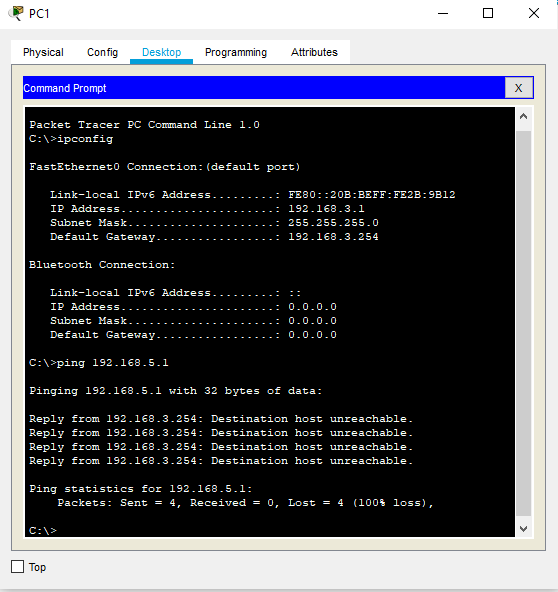 PC1
Physical Config Desktop Programming Attributes
Command Prompt X
Packet Tracer PC Command Line 1.0
C:\>ipconfig
FastEthernet0 Connection:(default port)
Link-local IPv6 Address.........: FE80::20B:BEFF:FE2B:9B12
IP Address......................: 192.168.3.1
Subnet Mask.....................: 255.255.255.0
Default Gateway.................: 192.168.3.254
Bluetooth Connection:
Link-local IPv6 Address.........: ::
IP Address......................: 0.0.0.0
Subnet Mask.....................: 0.0.0.0
Default Gateway.................: 0.0.0.0
C:\>ping 192.168.5.1
Pinging 192.168.5.1 with 32 bytes of data:
Reply from 192.168.3.254: Destination host unreachable.
Reply from 192.168.3.254: Destination host unreachable.
Reply from 192.168.3.254: Destination host unreachable.
Reply from 192.168.3.254: Destination host unreachable.
Ping statistics for 192.168.5.1:
Packets: Sent = 4, Received = 0, Lost = 4 (100% loss),
C:\>
Top